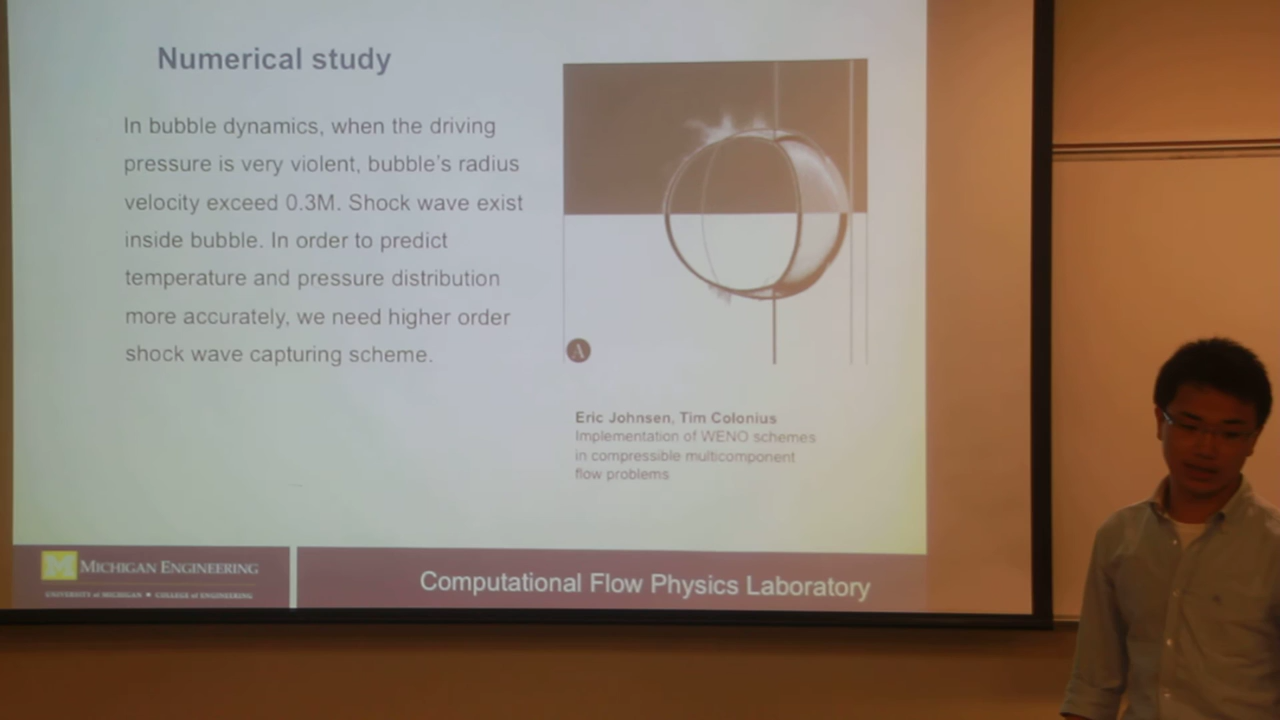 Numerical study
In bubble dynamics, when the driving
pressure is very violent, bubble's radius
velocity exceed 0.3M. Shock wave exist
inside bubble. In order to predict
temperature and pressure distribution
more accurately, we need higher order
shock wave capturing scheme.
A
Eric Johnsen, Tim Colonius
Implementation of WENO schemes
in compressible multicomponent
flow problems
M MICHIGAN ENGINEERING
UNIVERSITY of MICHIGAN ■ COLLEGE of ENGINEERING
Computational Flow Physics Laboratory